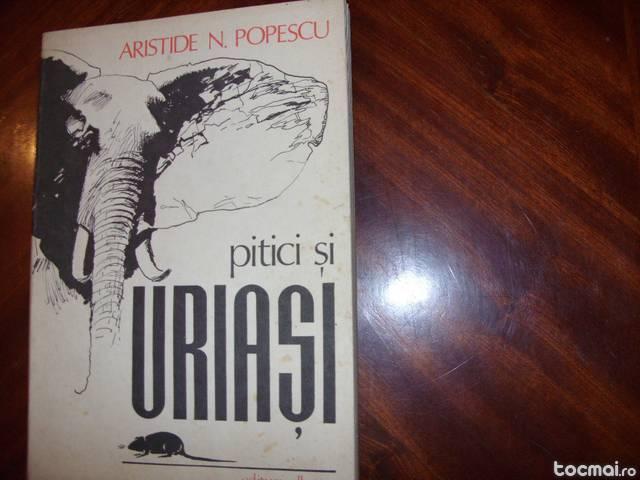 ARISTIDE N. POPESCU
pitici și
URIAȘI
tocmai.ro